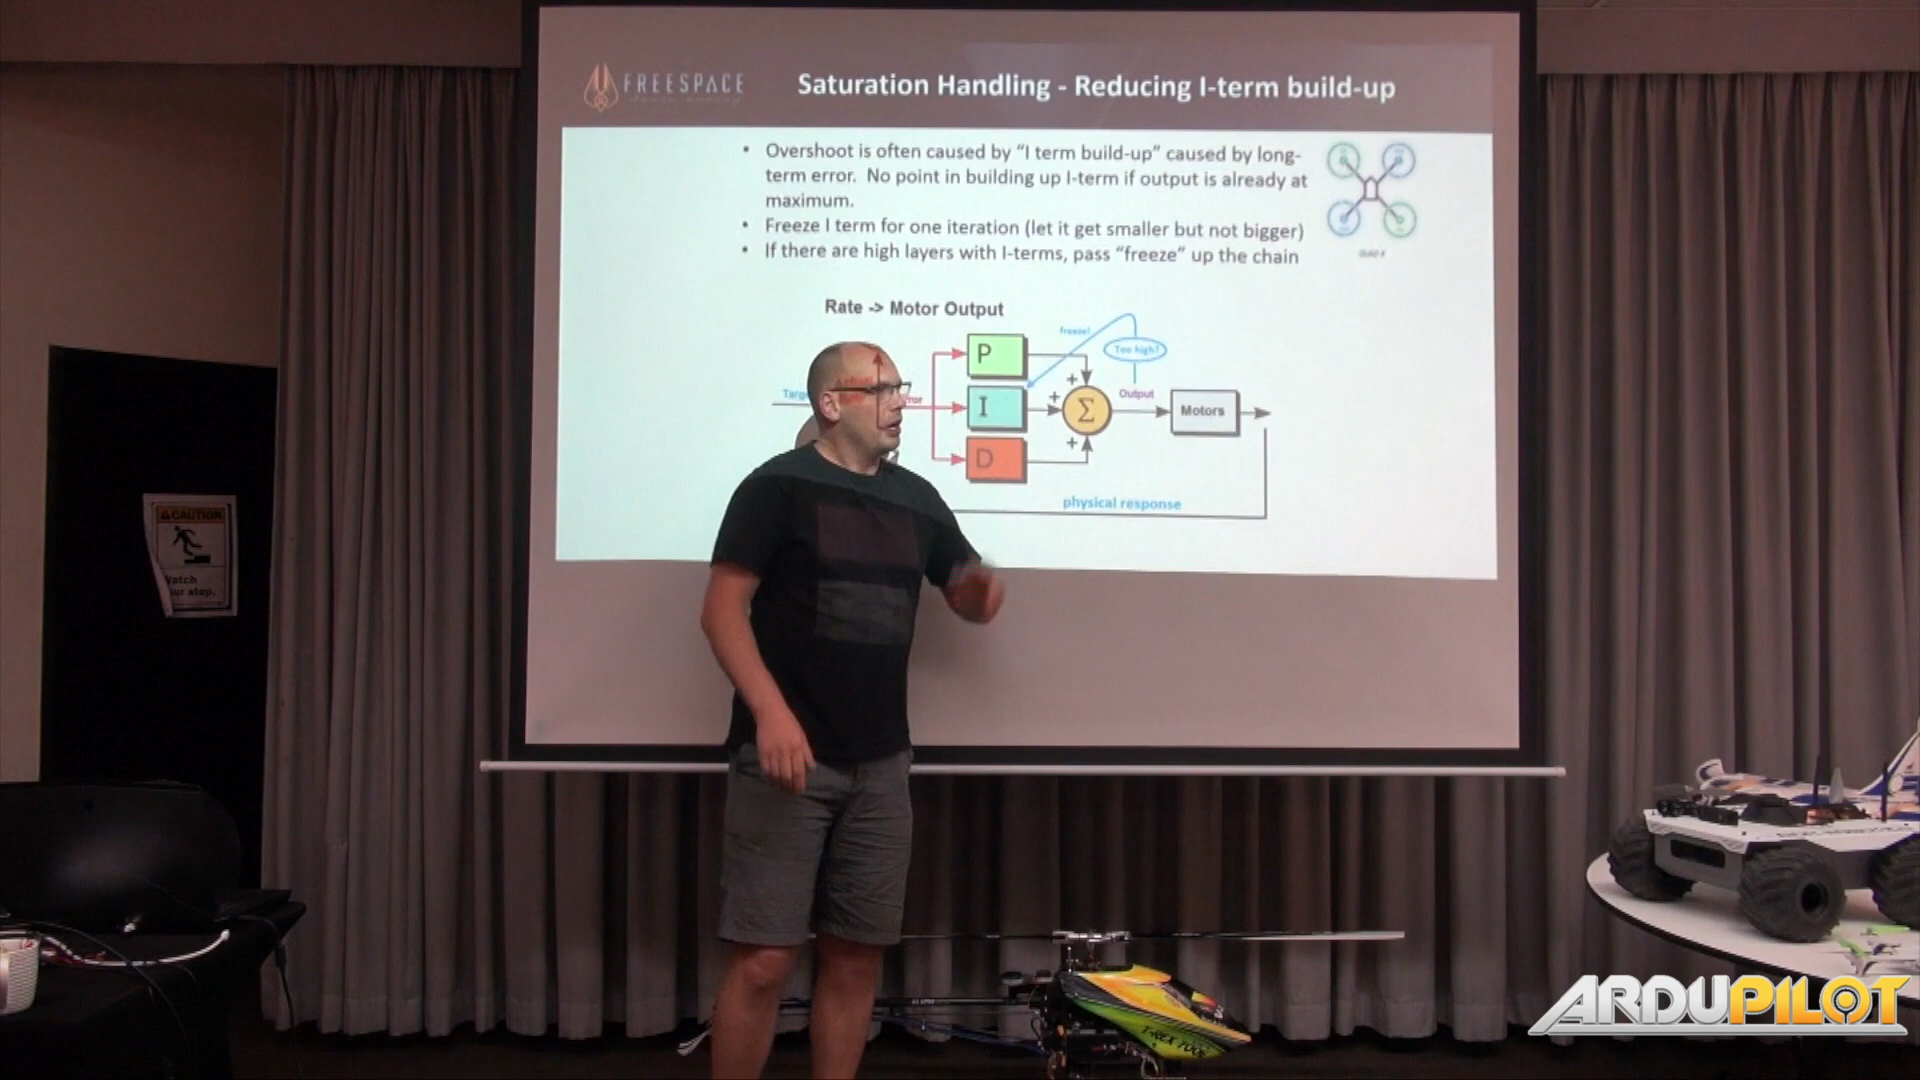 FREESPACE
Saturation Handling - Reducing I-term build-up
• Overshoot is often caused by “I term build-up” caused by long-
term error. No point in building up I-term if output is already at
maximum.
• Freeze I term for one iteration (let it get smaller but not bigger)
• If there are high layers with I-terms, pass “freeze” up the chain
QUAD X
Rate -> Motor Output
freeze!
Too high?
P
Output
I
Σ
Motors
D
+
+
+
physical response
CAUTION
Watch
your step.
T-REX 700E
ARDUPILOT